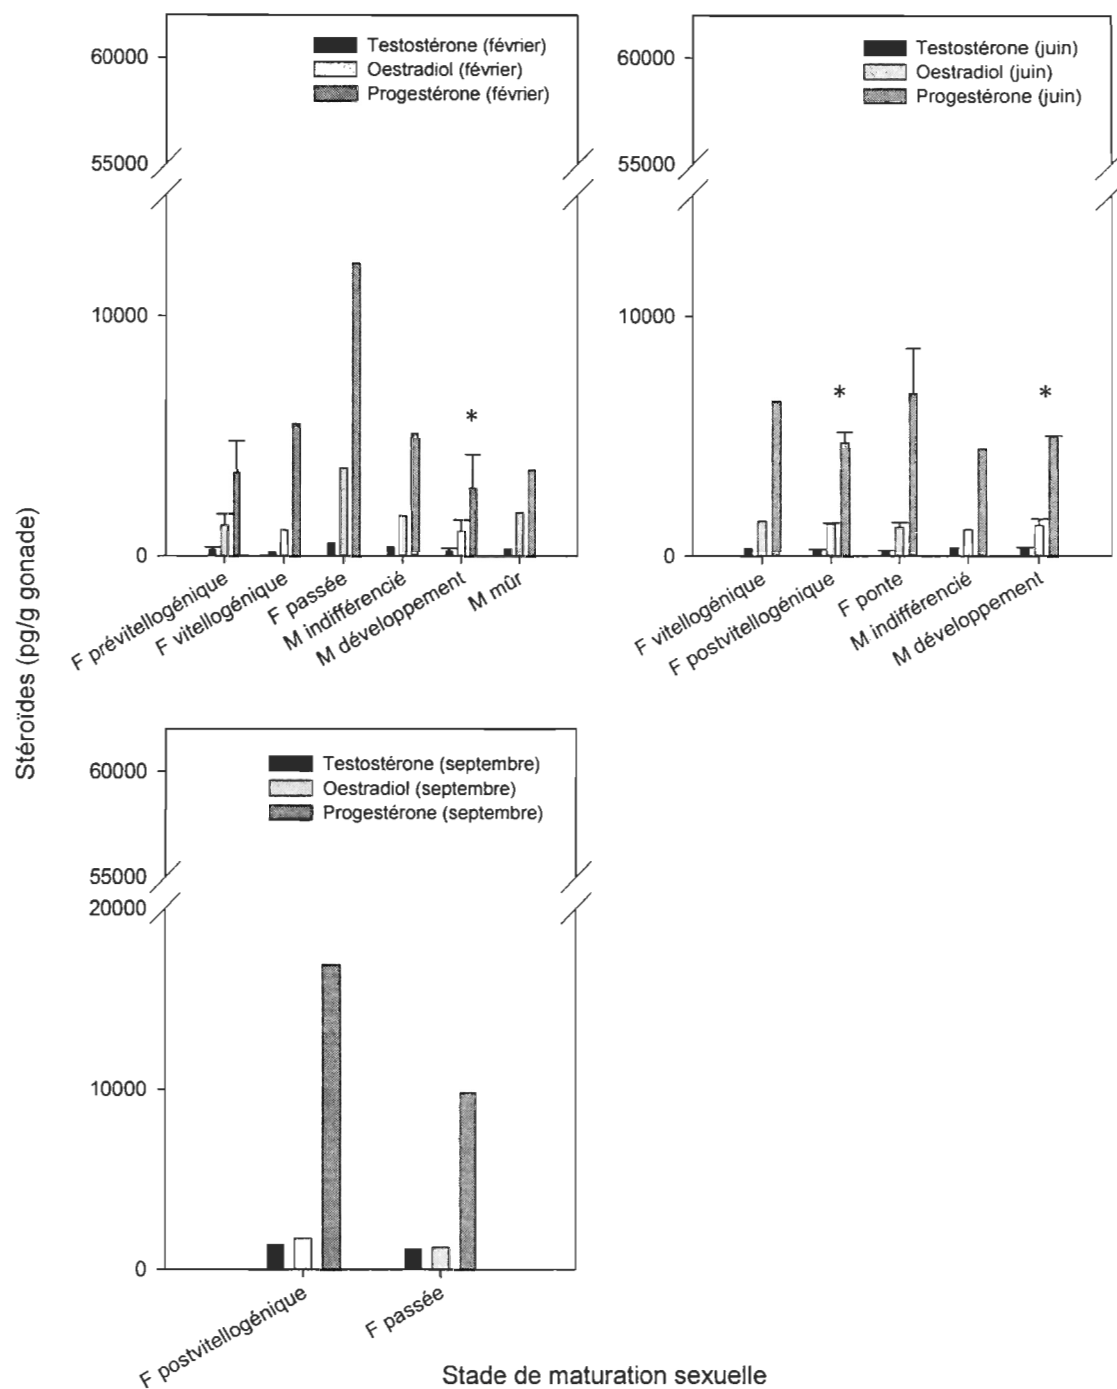 Testostérone (février)
Oestradiol (février)
Progestérone (février)
60000
55000
10000
0
*
F prévitellogénique
F vitellogénique
F passée
M indifférencié
M développement
M mûr
Testostérone (juin)
Oestradiol (juin)
Progestérone (juin)
60000
55000
10000
0
*
*
F vitellogénique
F postvitellogénique
F ponte
M indifférencié
M développement
Stéroïdes (pg/g gonade)
Testostérone (septembre)
Oestradiol (septembre)
Progestérone (septembre)
60000
55000
20000
10000
0
F postvitellogénique
F passée
Stade de maturation sexuelle